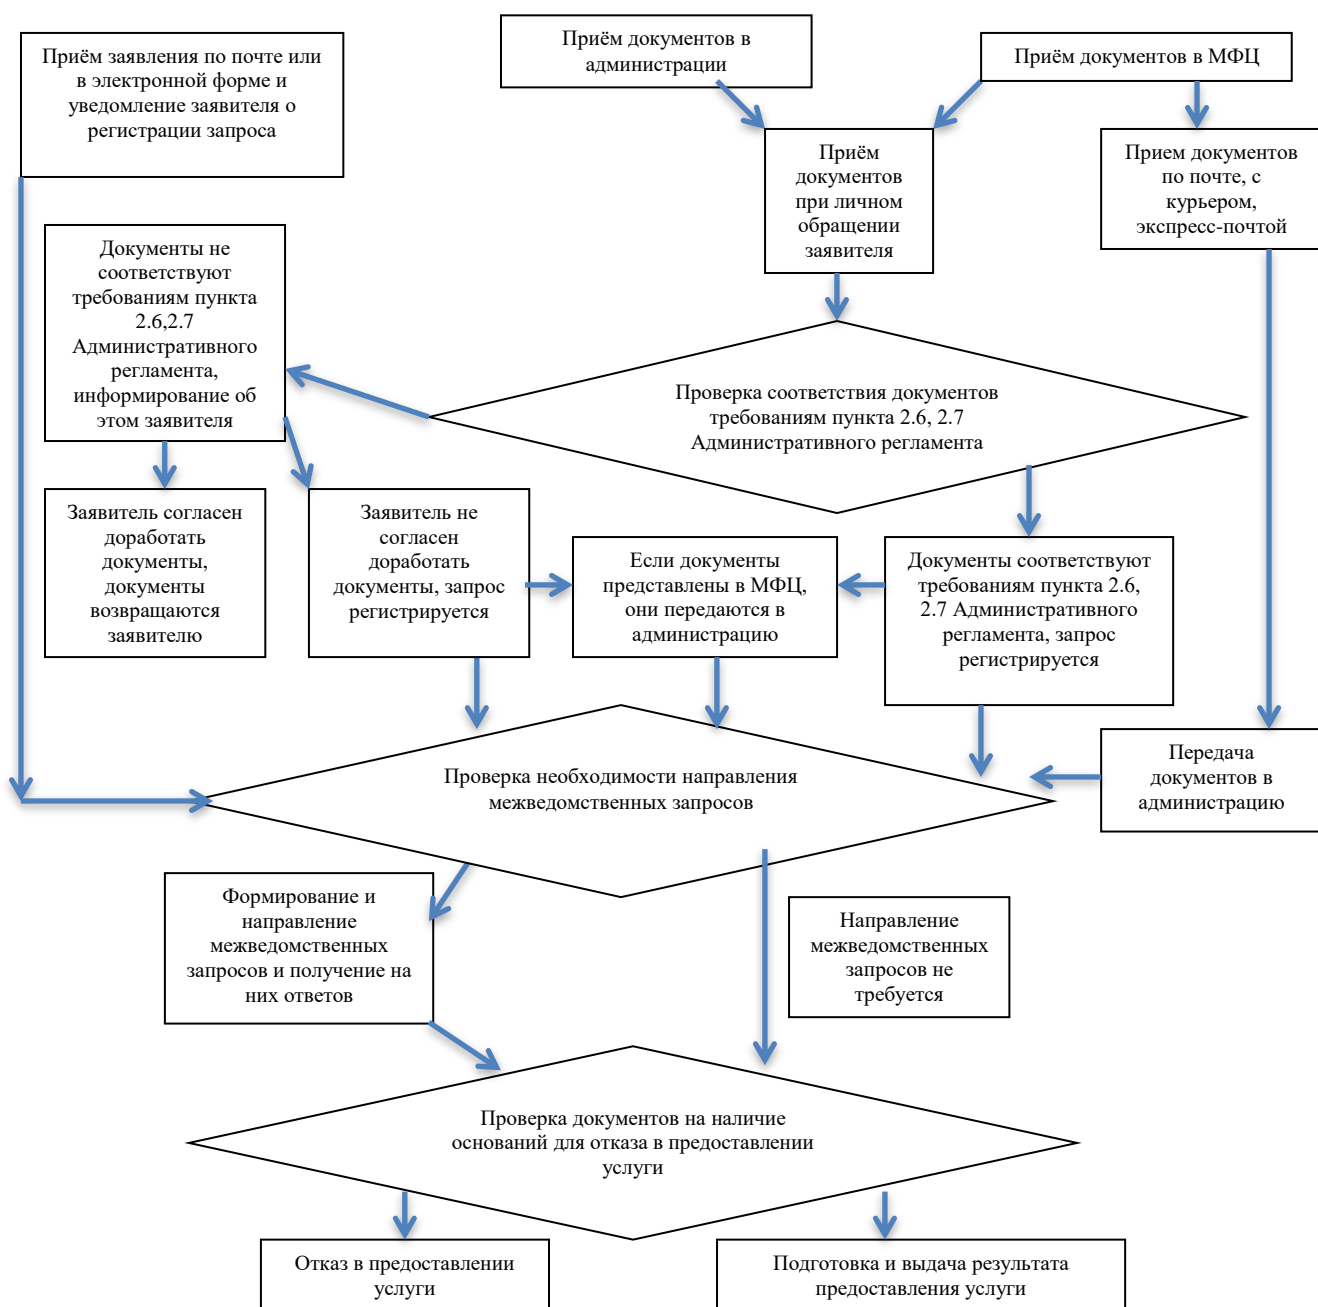 Приём заявления по почте или
в электронной форме и
уведомление заявителя о
регистрации запроса
Приём документов в
администрации
Приём документов в МФЦ
Приём
документов
при личном
обращении
заявителя
Прием документов
по почте, с
курьером,
экспресс-почтой
Документы не
соответствуют
требованиям пункта
2.6,2.7
Административного
регламента,
информирование об
этом заявителя
Проверка соответствия документов
требованиям пункта 2.6, 2.7
Административного регламента
Заявитель согласен
доработать
документы,
документы
возвращаются
заявителю
Заявитель не
согласен
доработать
документы, запрос
регистрируется
Если документы
представлены в МФЦ,
они передаются в
администрацию
Документы соответствуют
требованиям пункта 2.6,
2.7 Административного
регламента, запрос
регистрируется
Проверка необходимости направления
межведомственных запросов
Передача
документов в
администрацию
Формирование и
направление
межведомственных
запросов и получение на
них ответов
Направление
межведомственных
запросов не
требуется
Проверка документов на наличие
оснований для отказа в предоставлении
услуги
Отказ в предоставлении
услуги
Подготовка и выдача результата
предоставления услуги